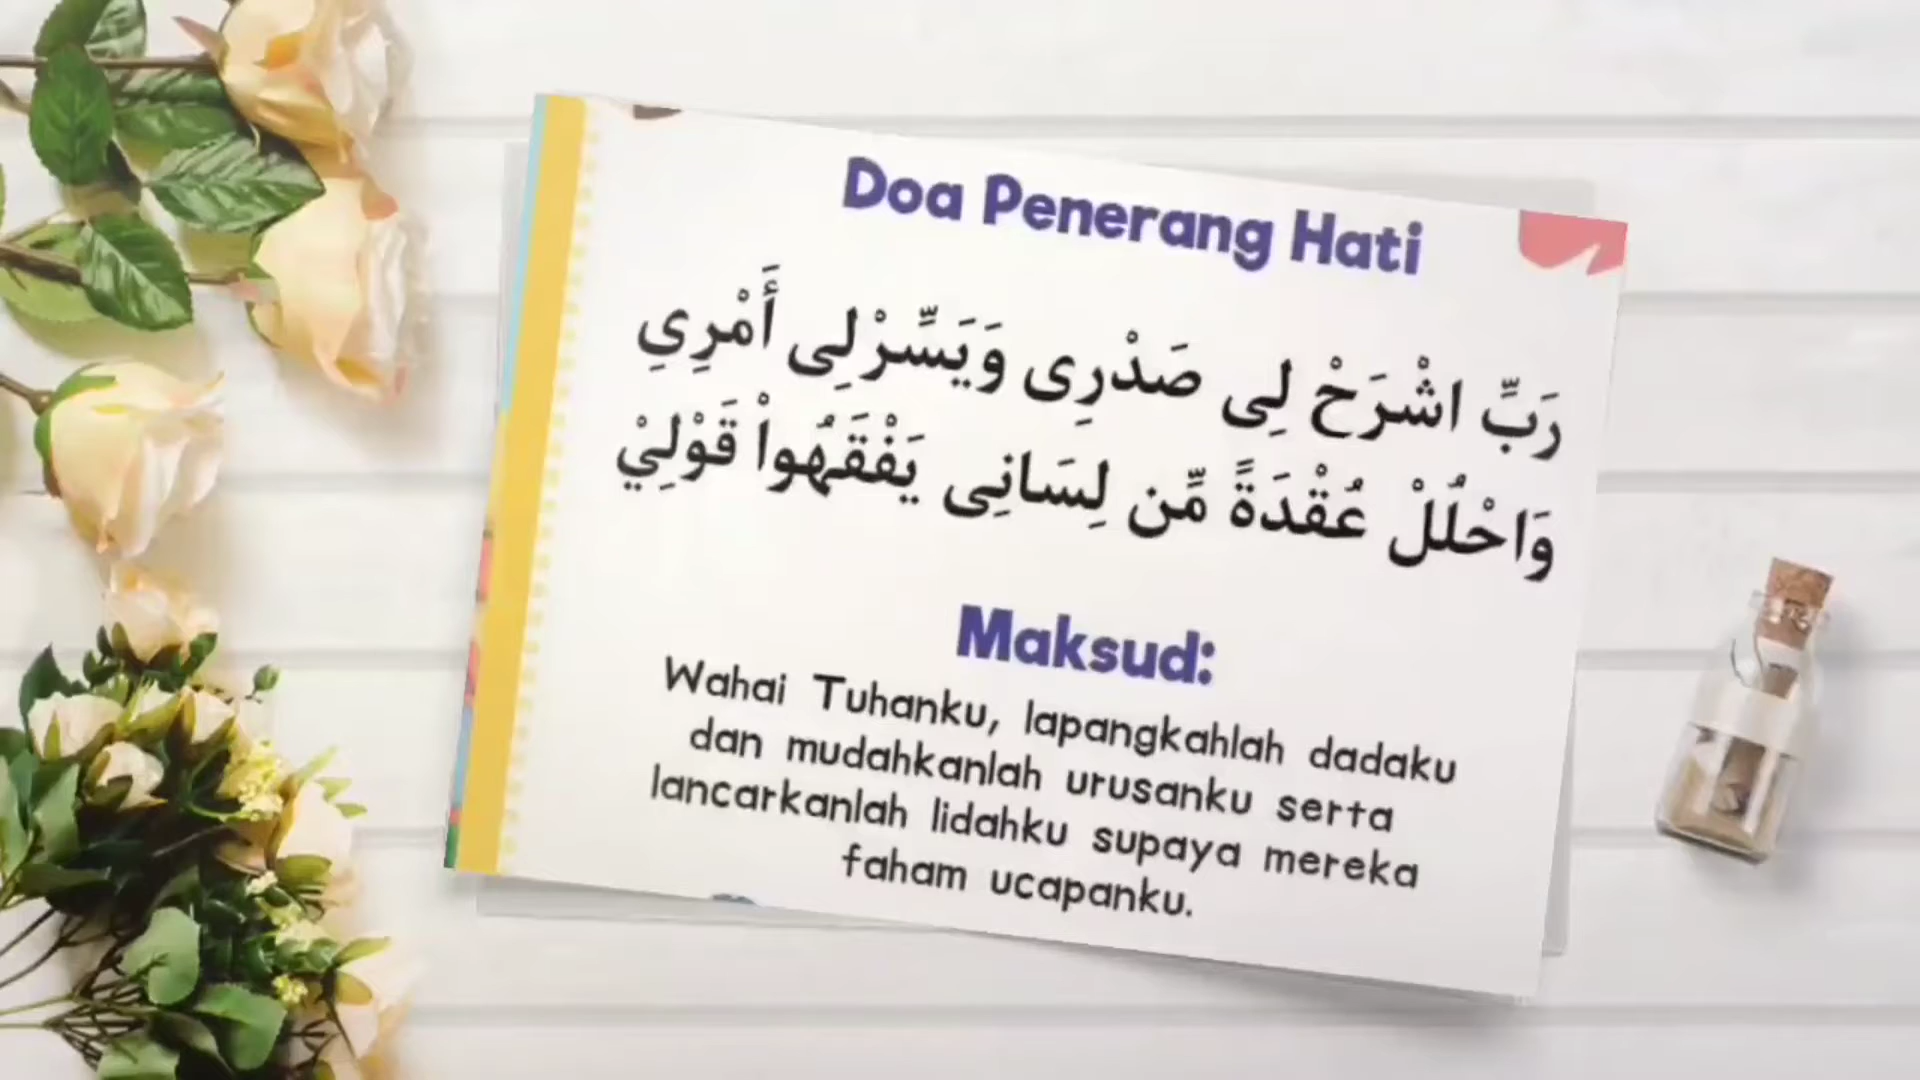 Doa Penerang Hati
رَبِّ اشْرَحْ لِى صَدْرِى وَيَسِّرْلِى أَمْرِىِ
وَاحْلُلْ عُقْدَةً مِّن لِسَانِى يَفْقَهُواْ قَوْلِيْ
Maksud:
Wahai Tuhanku, lapangkahlah dadaku
dan mudahkanlah urusanku serta
lancarkanlah lidahku supaya mereka
faham ucapanku.